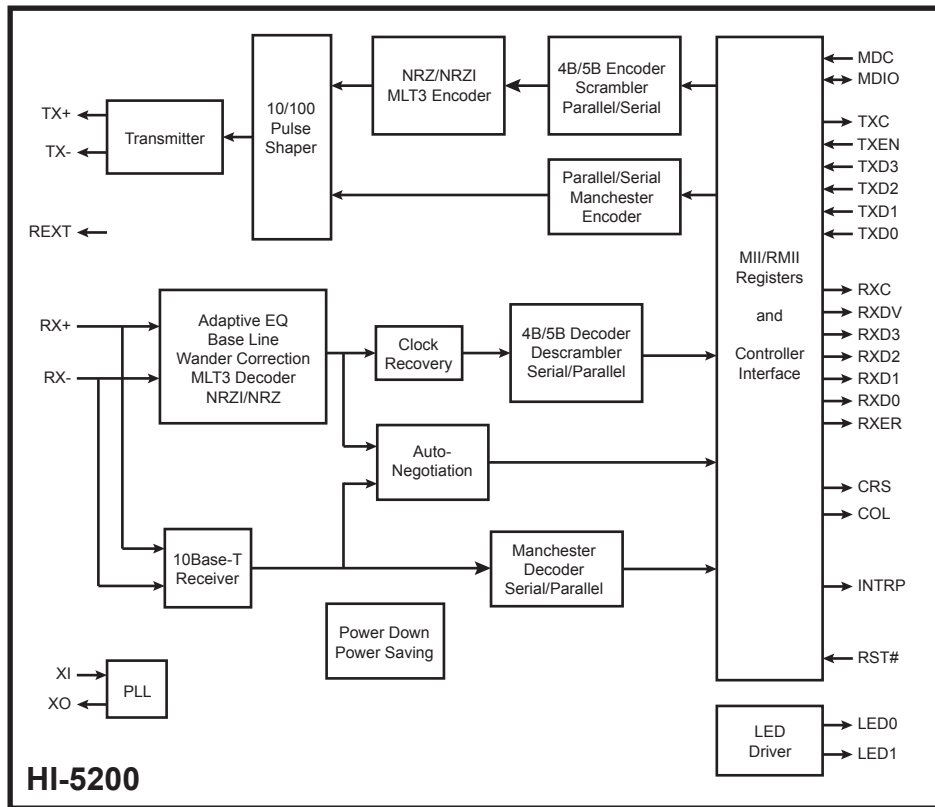 NRZ/NRZI
MLT3 Encoder
4B/5B Encoder
Scrambler
Parallel/Serial
10/100
Pulse
Shaper
Transmitter
TX+
TX-
REXT
Parallel/Serial
Manchester
Encoder
RX+
RX-
Adaptive EQ
Base Line
Wander Correction
MLT3 Decoder
NRZI/NRZ
Clock
Recovery
4B/5B Decoder
Descrambler
Serial/Parallel
Auto-
Negotiation
10Base-T
Receiver
Manchester
Decoder
Serial/Parallel
Power Down
Power Saving
XI
XO
PLL
MII/RMII
Registers
and
Controller
Interface
MDC
MDIO
TXC
TXEN
TXD3
TXD2
TXD1
TXD0
RXC
RXDV
RXD3
RXD2
RXD1
RXD0
RXER
CRS
COL
INTRP
RST#
LED
Driver
LED0
LED1
HI-5200